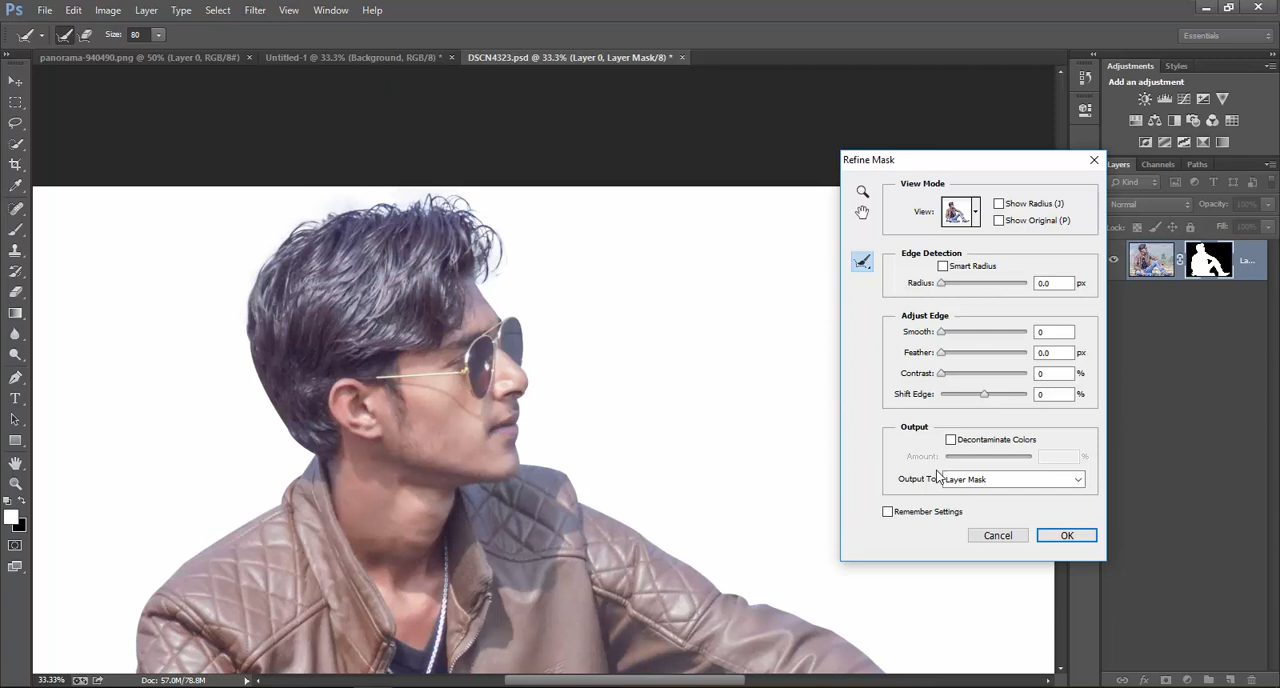 Ps File Edit Image Layer Type Select Filter View Window Help
Size: 80 Essentials
panorama-940490.png @ 50% (Layer 0, RGB/8#) × Untitled-1 @ 33.3% (Background, RGB/8) * × DSCN4323.psd @ 33.3% (Layer 0, Layer Mask/8) * ×
Adjustments Styles
Add an adjustment
Layers Channels Paths
Kind
Normal Opacity: 100%
Lock: Fill: 100%
La...
Refine Mask
View Mode
View: Show Radius (J)
Show Original (P)
Edge Detection
Smart Radius
Radius: 0.0 px
Adjust Edge
Smooth: 0
Feather: 0.0 px
Contrast: 0 %
Shift Edge: 0 %
Output
Decontaminate Colors
Amount: %
Output To Layer Mask
Remember Settings
Cancel OK
33.33% Doc: 57.0M/78.8M